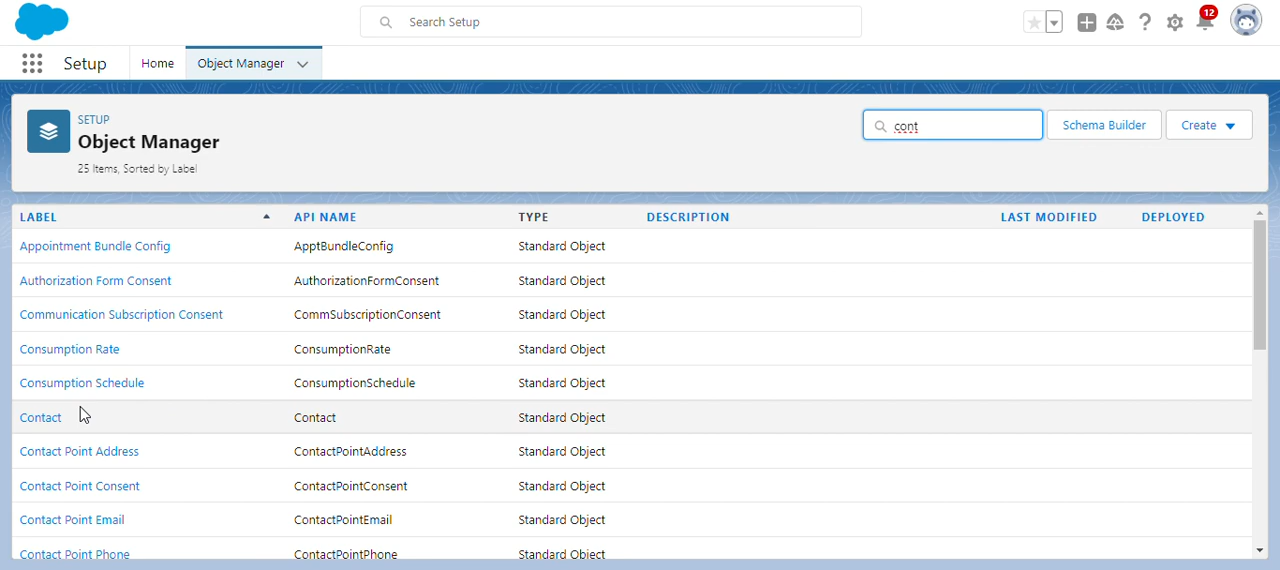 Search Setup
12
Setup
Home
Object Manager
SETUP
Object Manager
25 Items, Sorted by Label
cont
Schema Builder
Create
LABEL API NAME TYPE DESCRIPTION LAST MODIFIED DEPLOYED
Appointment Bundle Config ApptBundleConfig Standard Object
Authorization Form Consent AuthorizationFormConsent Standard Object
Communication Subscription Consent CommSubscriptionConsent Standard Object
Consumption Rate ConsumptionRate Standard Object
Consumption Schedule ConsumptionSchedule Standard Object
Contact Contact Standard Object
Contact Point Address ContactPointAddress Standard Object
Contact Point Consent ContactPointConsent Standard Object
Contact Point Email ContactPointEmail Standard Object
Contact Point Phone ContactPointPhone Standard Object